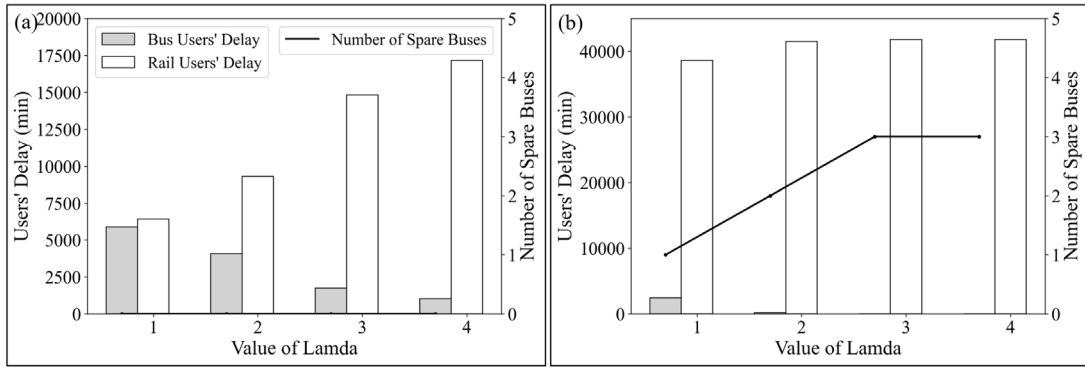 (a)
Users' Delay (min)
20000
17500
15000
12500
10000
7500
5000
2500
0
Bus Users' Delay
Rail Users' Delay
Number of Spare Buses
5
4
3
2
1
0
Number of Spare Buses
1 2 3 4
Value of Lamda
(b)
Users' Delay (min)
40000
30000
20000
10000
0
5
4
3
2
1
0
Number of Spare Buses
1 2 3 4
Value of Lamda